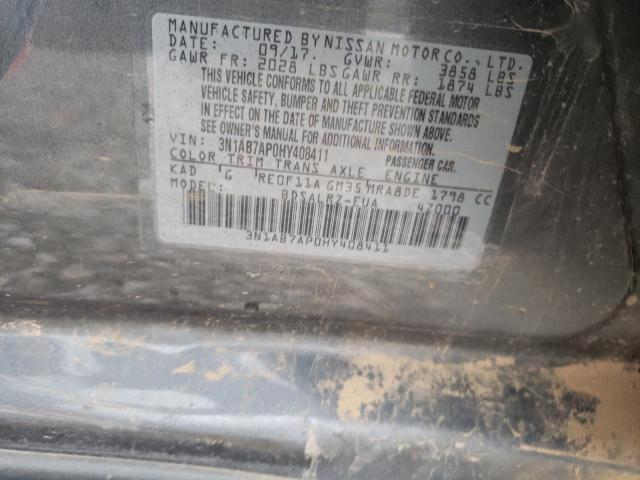 MANUFACTURED BY NISSAN MOTOR CO., LTD.
DATE: 09/17. GVWR: 3858 LBS
GAWR FR: 2028 LBS GAWR RR: 1874 LBS
THIS VEHICLE CONFORMS TO ALL APPLICABLE FEDERAL MOTOR
VEHICLE SAFETY, BUMPER AND THEFT PREVENTION STANDARDS
IN EFFECT ON THE DATE OF MANUFACTURE SHOWN ABOVE.
SEE OWNER'S MANUAL FOR ADDITIONAL INFORMATION.
VIN: 3N1AB7AP0HY408411 PASSENGER CAR.
COLOR TRIM TRANS AXLE ENGINE
KAD G RE0F11A GM35 MRA8DE 1798 CC
MODEL: BDSALRZ-EUA 47000
3N1AB7AP0HY408411